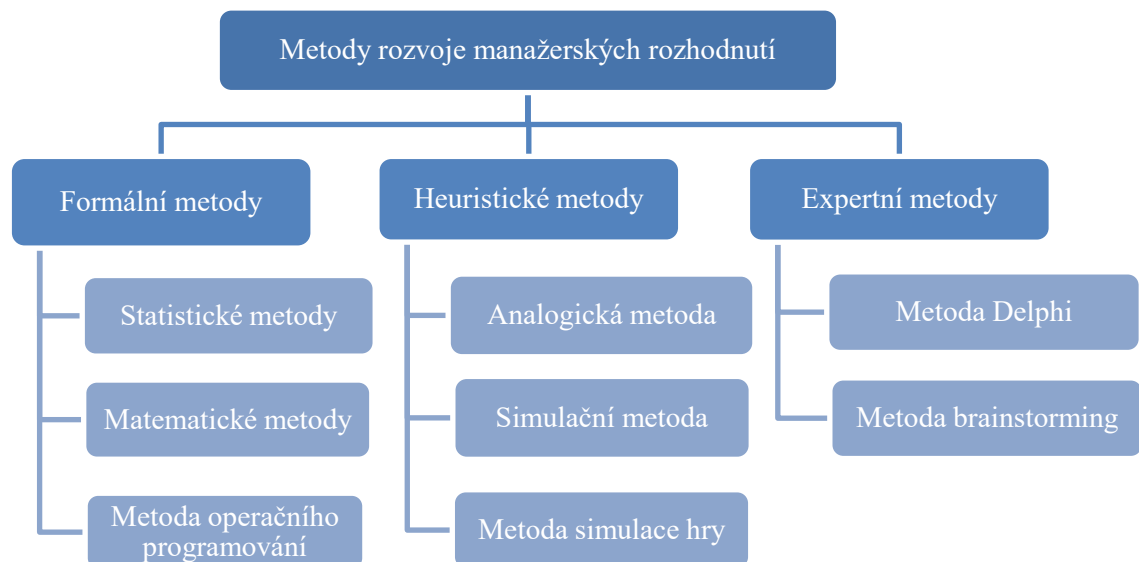 Metody rozvoje manažerských rozhodnutí
Formální metody
Statistické metody
Matematické metody
Metoda operačního
programování
Heuristické metody
Analogická metoda
Simulační metoda
Metoda simulace hry
Expertní metody
Metoda Delphi
Metoda brainstorming